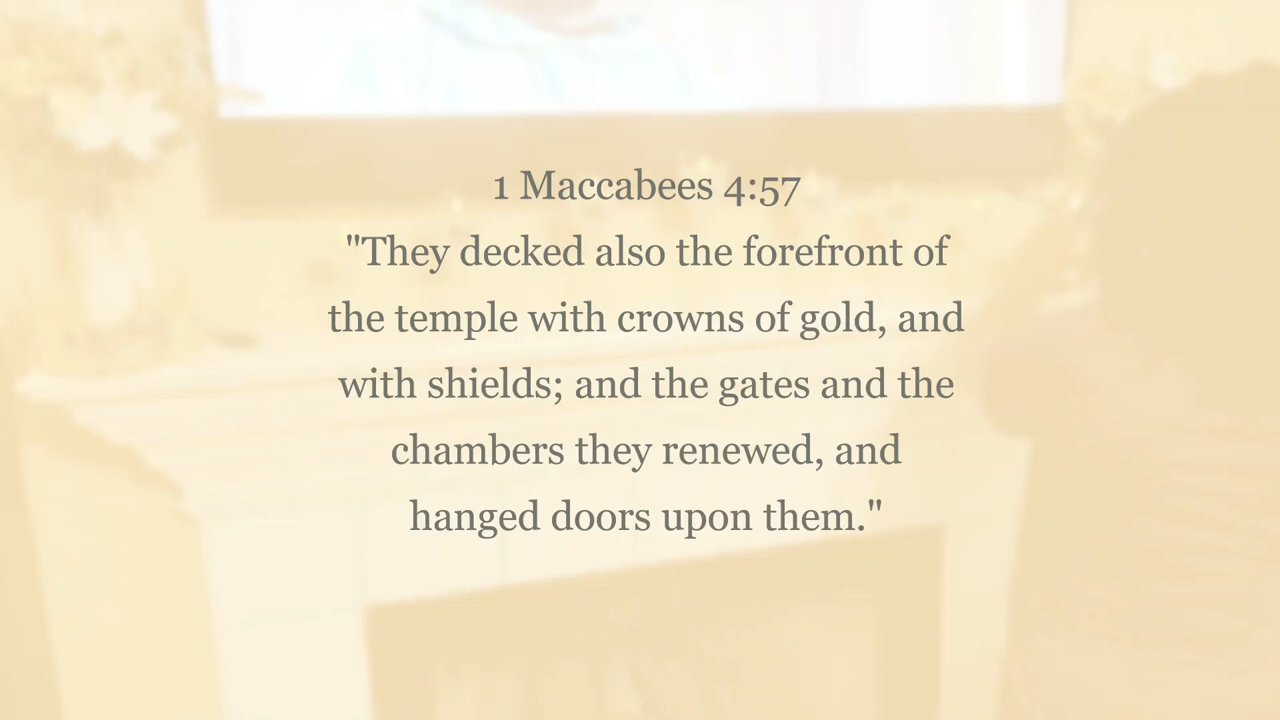 1 Maccabees 4:57
"They decked also the forefront of
the temple with crowns of gold, and
with shields; and the gates and the
chambers they renewed, and
hanged doors upon them."